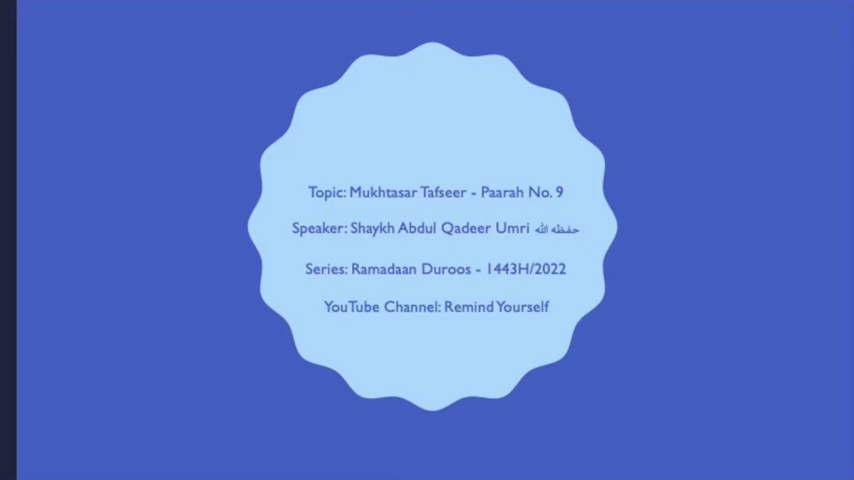 Topic: Mukhtasar Tafseer - Paarah No. 9
Speaker: Shaykh Abdul Qadeer Umri حفظه الله
Series: Ramadaan Duroos - 1443H/2022
YouTube Channel: Remind Yourself